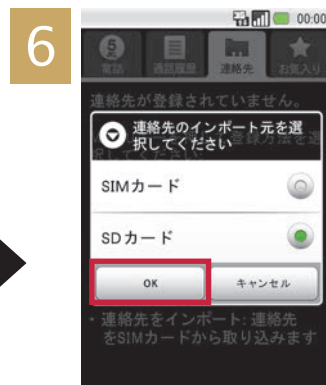 6
00:00
電話
通話履歴
連絡先
お気に入り
連絡先が登録されていません。
連絡先のインポート元を選
択してください
SIMカード
SDカード
OK
キャンセル
• 連絡先をインポート: 連絡先
をSIMカードから取り込みます